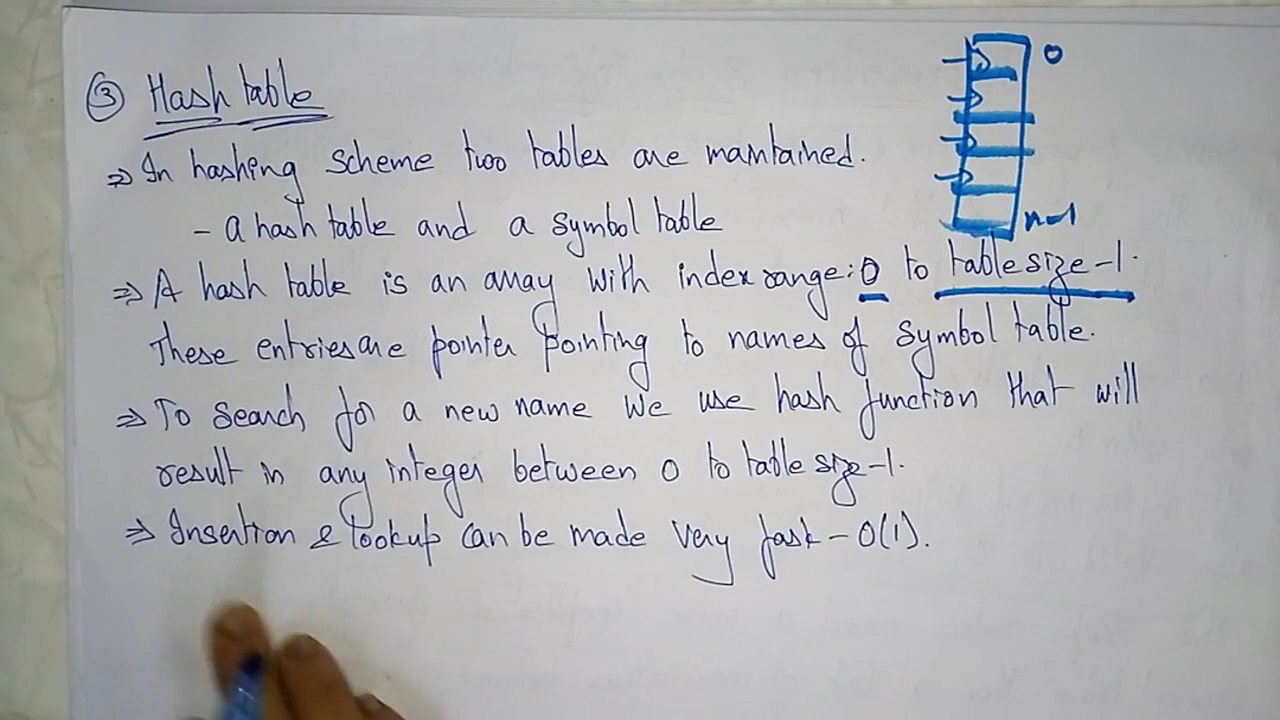 ③ Hash table
0
⇒ In hashing scheme two tables are maintained.
- a hash table and a symbol table
n-1
⇒ A hash table is an array with index range: 0 to table size-1.
These entries are pointer pointing to names of symbol table.
⇒ To search for a new name we use hash function that will
result in any integer between 0 to table size-1.
⇒ Insertion & lookup can be made very fast - O(1).